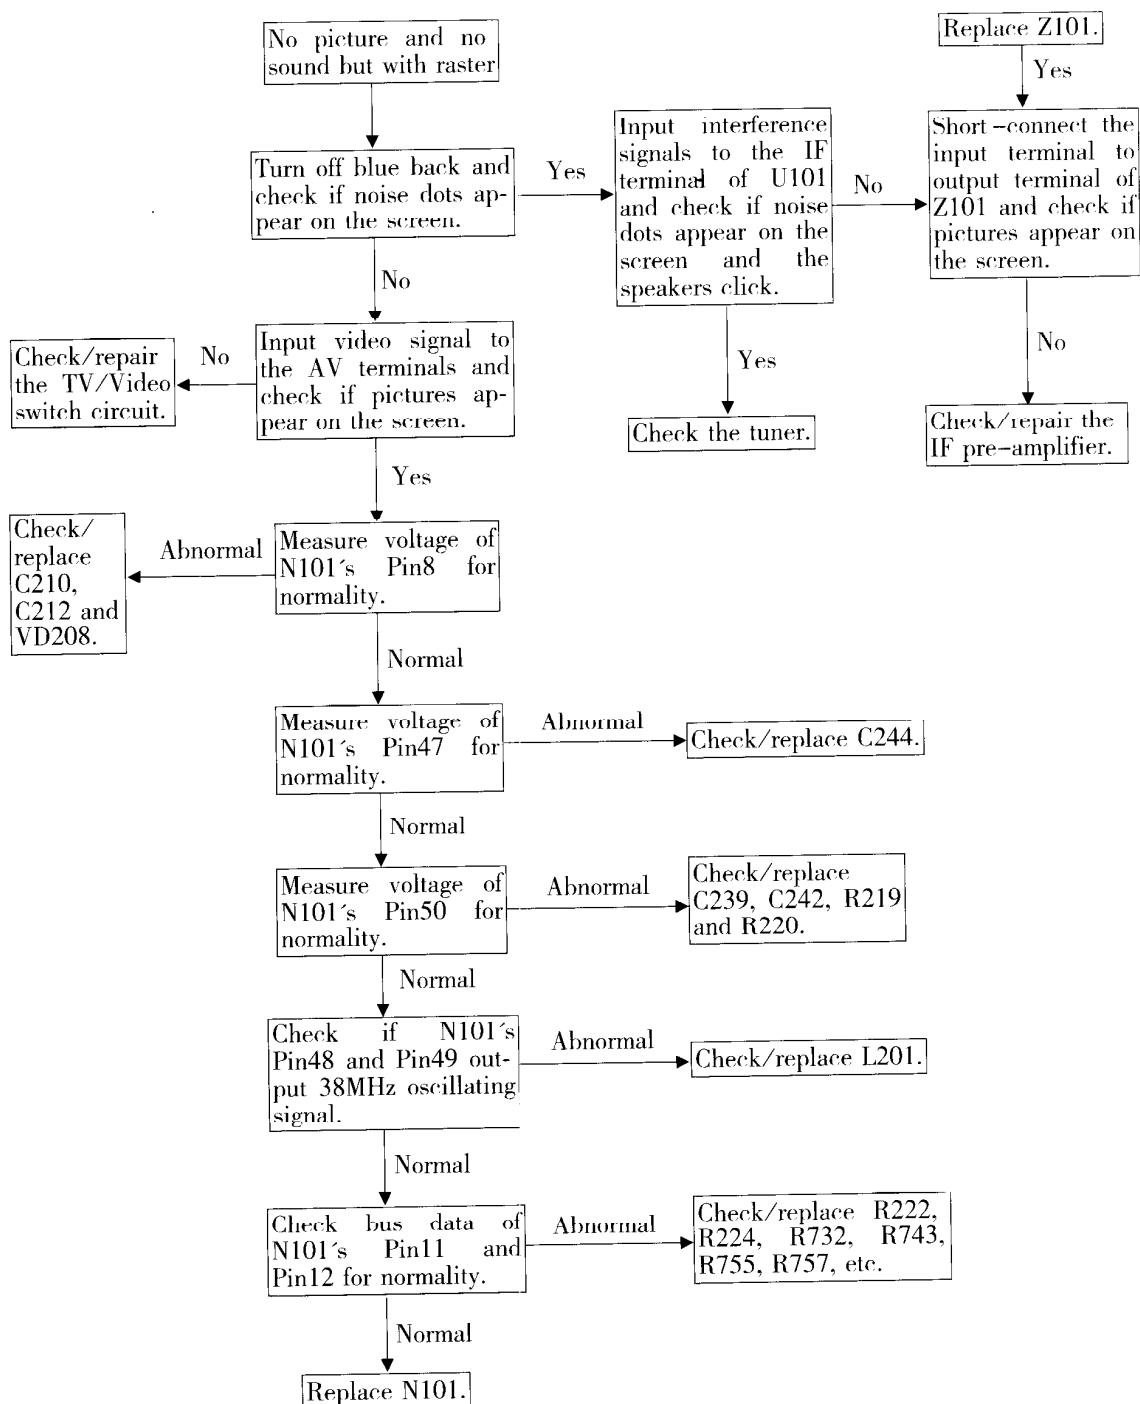 No picture and no
sound but with raster
Replace Z101.
Yes
Turn off blue back and
check if noise dots ap-
pear on the screen.
Yes
Input interference
signals to the IF
terminal of U101
and check if noise
dots appear on the
screen and the
speakers click.
No
Short-connect the
input terminal to
output terminal of
Z101 and check if
pictures appear on
the screen.
No
Yes
No
Check/repair
the TV/Video
switch circuit.
No
Input video signal to
the AV terminals and
check if pictures ap-
pear on the screen.
Check the tuner.
Check/repair the
IF pre-amplifier.
Yes
Check/
replace
C210,
C212 and
VD208.
Abnormal
Measure voltage of
N101's Pin8 for
normality.
Normal
Measure voltage of
N101's Pin47 for
normality.
Abnormal
Check/replace C244.
Normal
Measure voltage of
N101's Pin50 for
normality.
Abnormal
Check/replace
C239, C242, R219
and R220.
Normal
Check if N101's
Pin48 and Pin49 out-
put 38MHz oscillating
signal.
Abnormal
Check/replace L201.
Normal
Check bus data of
N101's Pin11 and
Pin12 for normality.
Abnormal
Check/replace R222,
R224, R732, R743,
R755, R757, etc.
Normal
Replace N101.